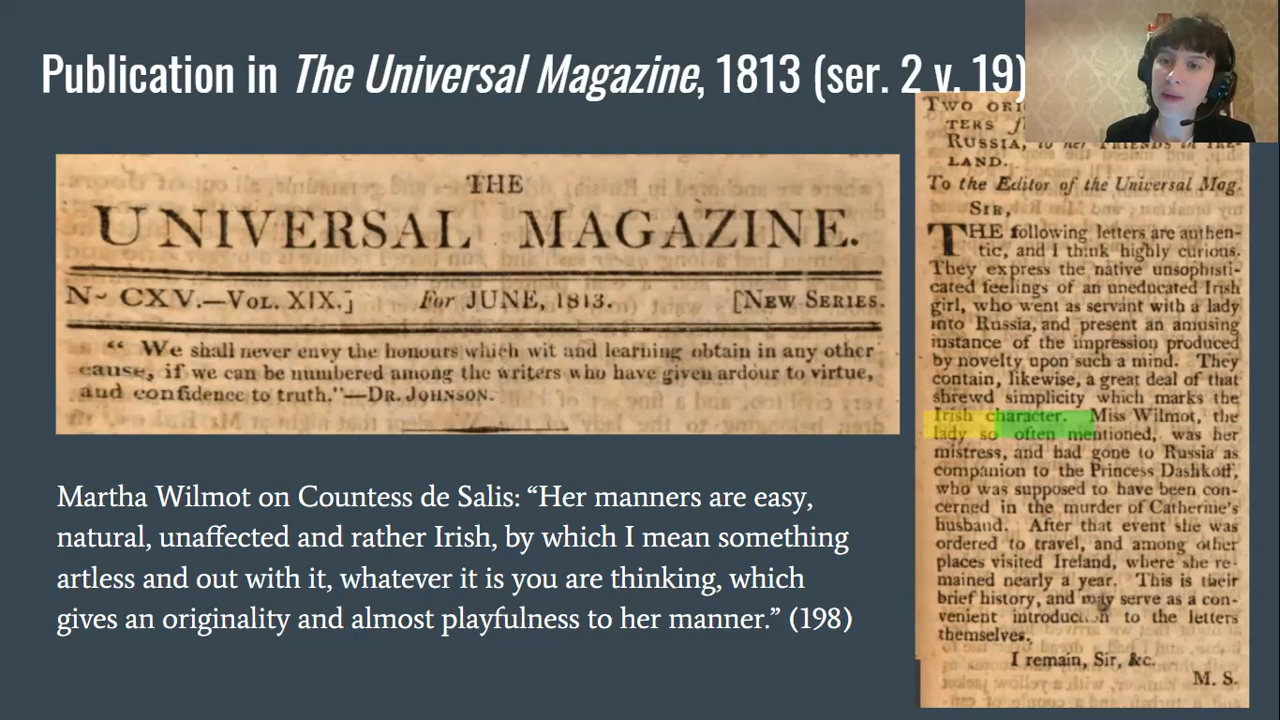 Publication in The Universal Magazine, 1813 (ser. 2 v. 19)
THE
UNIVERSAL MAGAZINE.
No CXV.—VOL. XIX.] For JUNE, 1813. [NEW SERIES.
“ We shall never envy the honours which wit and learning obtain in any other
cause, if we can be numbered among the writers who have given ardour to virtue,
and confidence to truth."—DR. JOHNSON.
Martha Wilmot on Countess de Salis: “Her manners are easy,
natural, unaffected and rather Irish, by which I mean something
artless and out with it, whatever it is you are thinking, which
gives an originality and almost playfulness to her manner.” (198)
TWO
TERS
RUSSIA, to her FRIENDS in IRE-
LAND.
To the Editor of the Universal Mag.
SIR,
THE following letters are authen-
tic, and I think highly curious.
They express the native unsophisti-
cated feelings of an uneducated Irish
girl, who went as servant with a lady
into Russia, and present an amusing
instance of the impression produced
by novelty upon such a mind. They
contain, likewise, a great deal of that
shrewd simplicity which marks the
Irish character. Miss Wilmot, the
lady so often mentioned, was her
mistress, and had gone to Russia as
companion to the Princess Dashkoff,
who was supposed to have been con-
cerned in the murder of Catherine's
husband. After that event she was
ordered to travel, and among other
places visited Ireland, where she re-
mained nearly a year. This is their
brief history, and may serve as a con-
venient introduction to the letters
themselves.
I remain, Sir, &c.
M. S.